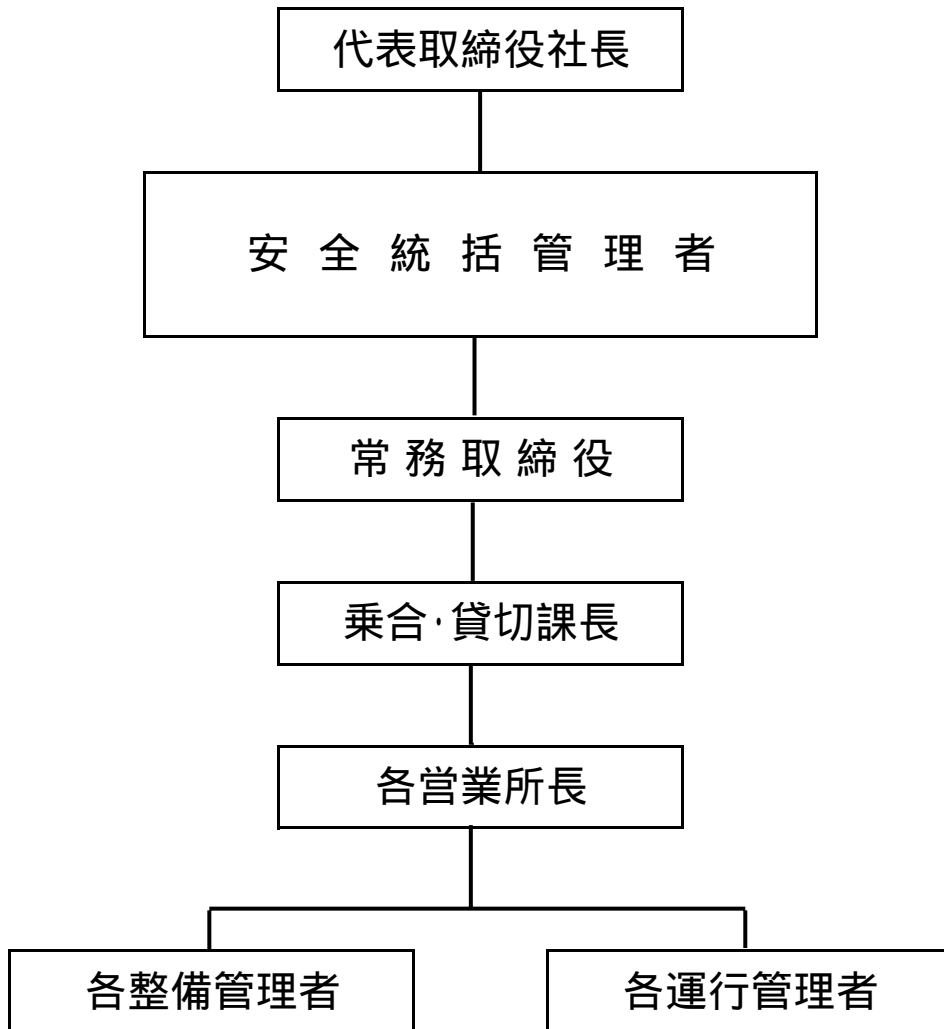 代表取締役社長
安全統括管理者
常務取締役
乗合・貸切課長
各営業所長
各整備管理者
各運行管理者